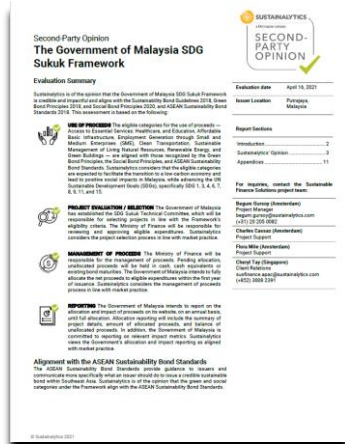 Second-Party Opinion
The Government of Malaysia SDG
Sukuk Framework
Evaluation Summary
Sustainalytics is of the opinion that the Government of Malaysia SDG Sukuk Framework
is credible and impactful and aligns with the Sustainability Bond Guidelines 2018, Green
Bond Principles 2018, and Social Bond Principles 2020, and ASEAN Sustainability Bond
Standards 2018. This assessment is based on the following:
USE OF PROCEEDS The eligible categories for the use of proceeds —
Access to Essential Services: Healthcare, and Education, Affordable
Basic Infrastructure, Employment Generation through Small and
Medium Enterprises (SME), Clean Transportation, Sustainable
Management of Living Natural Resources, Renewable Energy, and
Green Buildings — are aligned with those recognized by the Green
Bond Principles, the Social Bond Principles, and ASEAN Sustainability
Bond Standards. Sustainalytics considers that the eligible categories
are expected to facilitate the transition to a low-carbon economy and
lead to positive social impacts in Malaysia, while advancing the UN
Sustainable Development Goals (SDGs), specifically SDG 1, 3, 4, 6, 7,
8, 9, 11, and 15.
PROJECT EVALUATION / SELECTION The Government of Malaysia
has established the SDG Sukuk Technical Committee, which will be
responsible for selecting projects in line with the Framework's
eligibility criteria. The Ministry of Finance will be responsible for
reviewing and approving eligible expenditures. Sustainalytics
considers the project selection process in line with market practice.
MANAGEMENT OF PROCEEDS The Ministry of Finance will be
responsible for the management of proceeds. Pending allocation,
unallocated proceeds will be held in cash, cash equivalents or
existing bond maturities. The Government of Malaysia intends to fully
allocate the net proceeds to eligible expenditures within the first year
of issuance. Sustainalytics considers the management of proceeds
process in line with market practice.
REPORTING The Government of Malaysia intends to report on the
allocation and impact of proceeds on its website, on an annual basis,
until full allocation. Allocation reporting will include the summary of
project details, amount of allocated proceeds, and balance of
unallocated proceeds. In addition, the Government of Malaysia is
committed to reporting on relevant impact metrics. Sustainalytics
views the Government's allocation and impact reporting as aligned
with market practice.
Alignment with the ASEAN Sustainability Bond Standards
The ASEAN Sustainability Bond Standards provide guidance to issuers and
communicate more specifically what an issuer should do to issue a credible sustainable
bond within Southeast Asia. Sustainalytics is of the opinion that the green and social
categories under the Framework align with the ASEAN Sustainability Bond Standards.
© Sustainalytics 2021
SUSTAINALYTICS
SECOND-
PARTY
OPINION
Evaluation date April 16, 2021
Issuer Location Putrajaya,
Malaysia
Report Sections
Introduction 2
Sustainalytics' Opinion 3
Appendices 11
For inquiries, contact the Sustainable
Finance Solutions project team:
Begum Gursoy (Amsterdam)
Project Manager
begum.gursoy@sustainalytics.com
(+31) 20 205 0082
Charles Cassaz (Amsterdam)
Project Support
Flora Mile (Amsterdam)
Project Support
Cheryl Tay (Singapore)
Client Relations
susfinance.apac@sustainalytics.com
(+852) 3008 2391